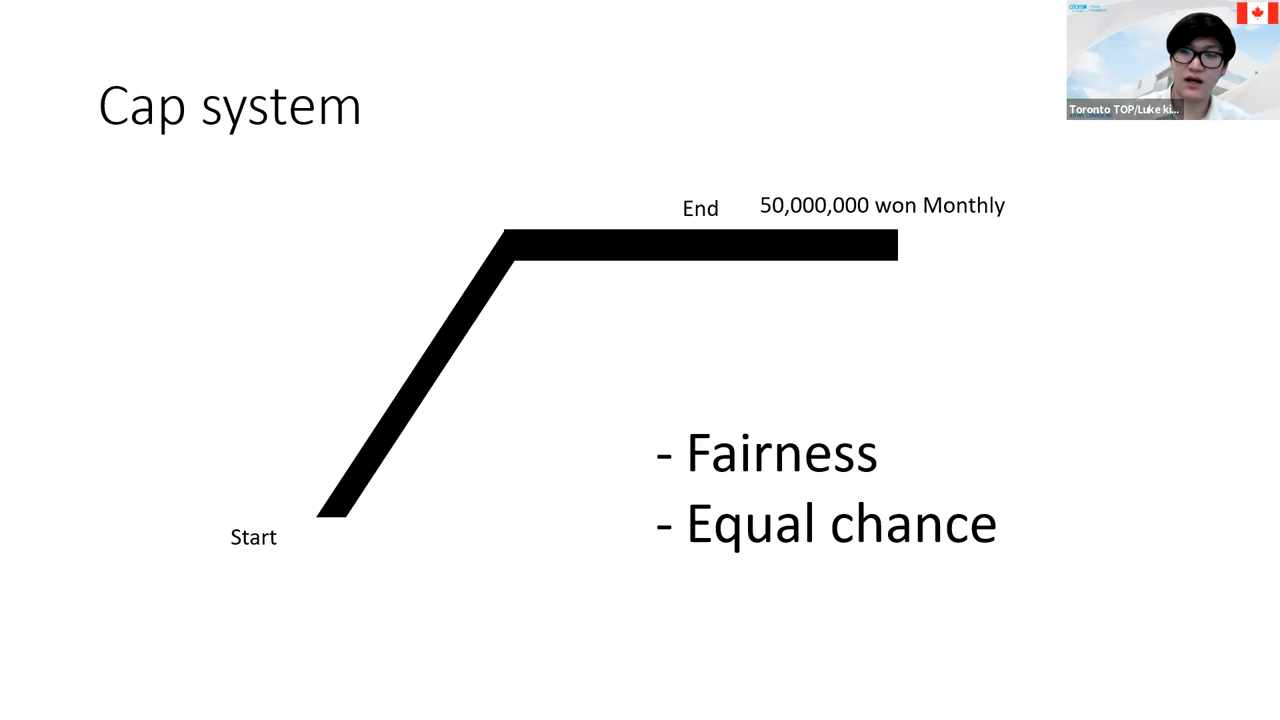 Cap system
Toronto TOP/Luke ki...
End
50,000,000 won Monthly
- Fairness
- Equal chance
Start